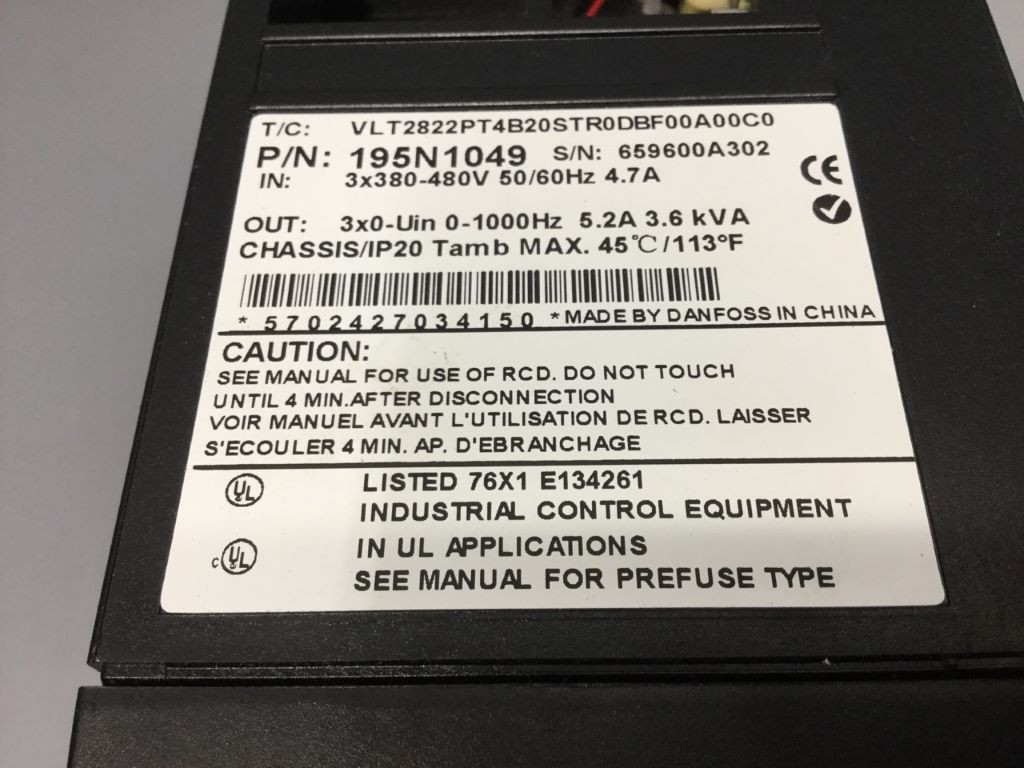 T/C: VLT2822PT4B20STR0DBF00A00C0
P/N: 195N1049 S/N: 659600A302
IN: 3x380-480V 50/60Hz 4.7A
CE
OUT: 3x0-Uin 0-1000Hz 5.2A 3.6 kVA
CHASSIS/IP20 Tamb MAX. 45℃/113ºF
* 5702427034150 * MADE BY DANFOSS IN CHINA
CAUTION:
SEE MANUAL FOR USE OF RCD. DO NOT TOUCH
UNTIL 4 MIN.AFTER DISCONNECTION
VOIR MANUEL AVANT L'UTILISATION DE RCD. LAISSER
S'ECOULER 4 MIN. AP. D'EBRANCHAGE
UL LISTED 76X1 E134261
INDUSTRIAL CONTROL EQUIPMENT
c UL IN UL APPLICATIONS
SEE MANUAL FOR PREFUSE TYPE